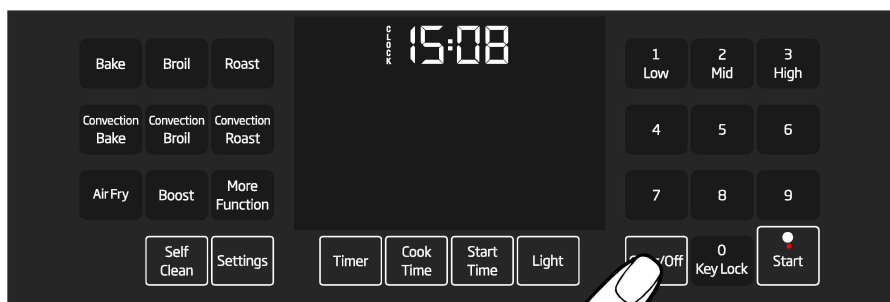 CLOCK 15:08
Bake Broil Roast
1 2 3
Low Mid High
Convection Convection Convection
Bake Broil Roast
4 5 6
Air Fry Boost More
Function
7 8 9
Self
Clean
Settings
Timer
Cook
Time
Start
Time
Light
/Off
0
Key Lock
Start